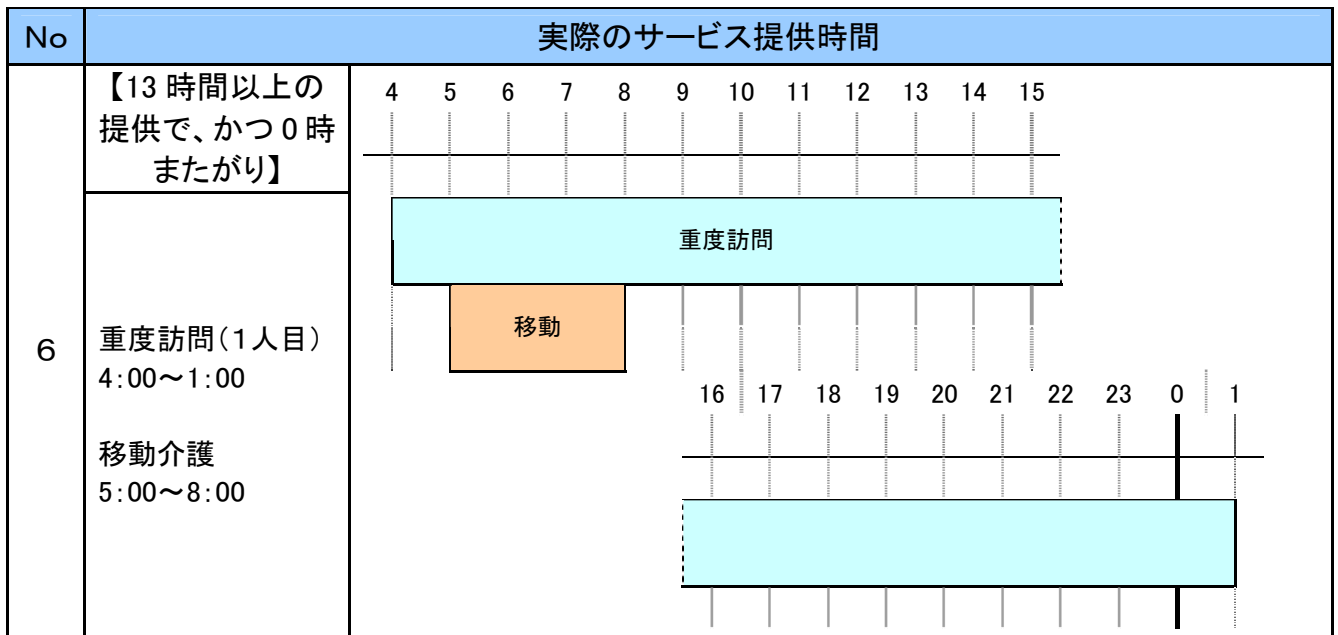 No 実際のサービス提供時間
【13 時間以上の
提供で、かつ 0 時
またがり】
4 5 6 7 8 9 10 11 12 13 14 15
重度訪問
移動
6
重度訪問(1人目)
4:00~1:00
移動介護
5:00~8:00
16 17 18 19 20 21 22 23 0 1